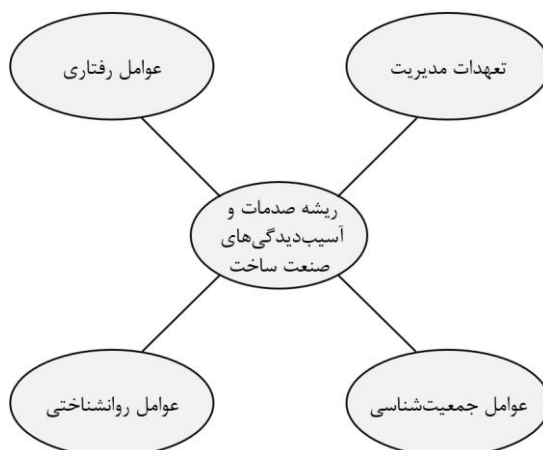 تعهدات مدیریت
عوامل رفتاری
ریشه صدمات و
آسیب‌دیدگی‌های
صنعت ساخت
عوامل جمعیت‌شناسی
عوامل روانشناختی